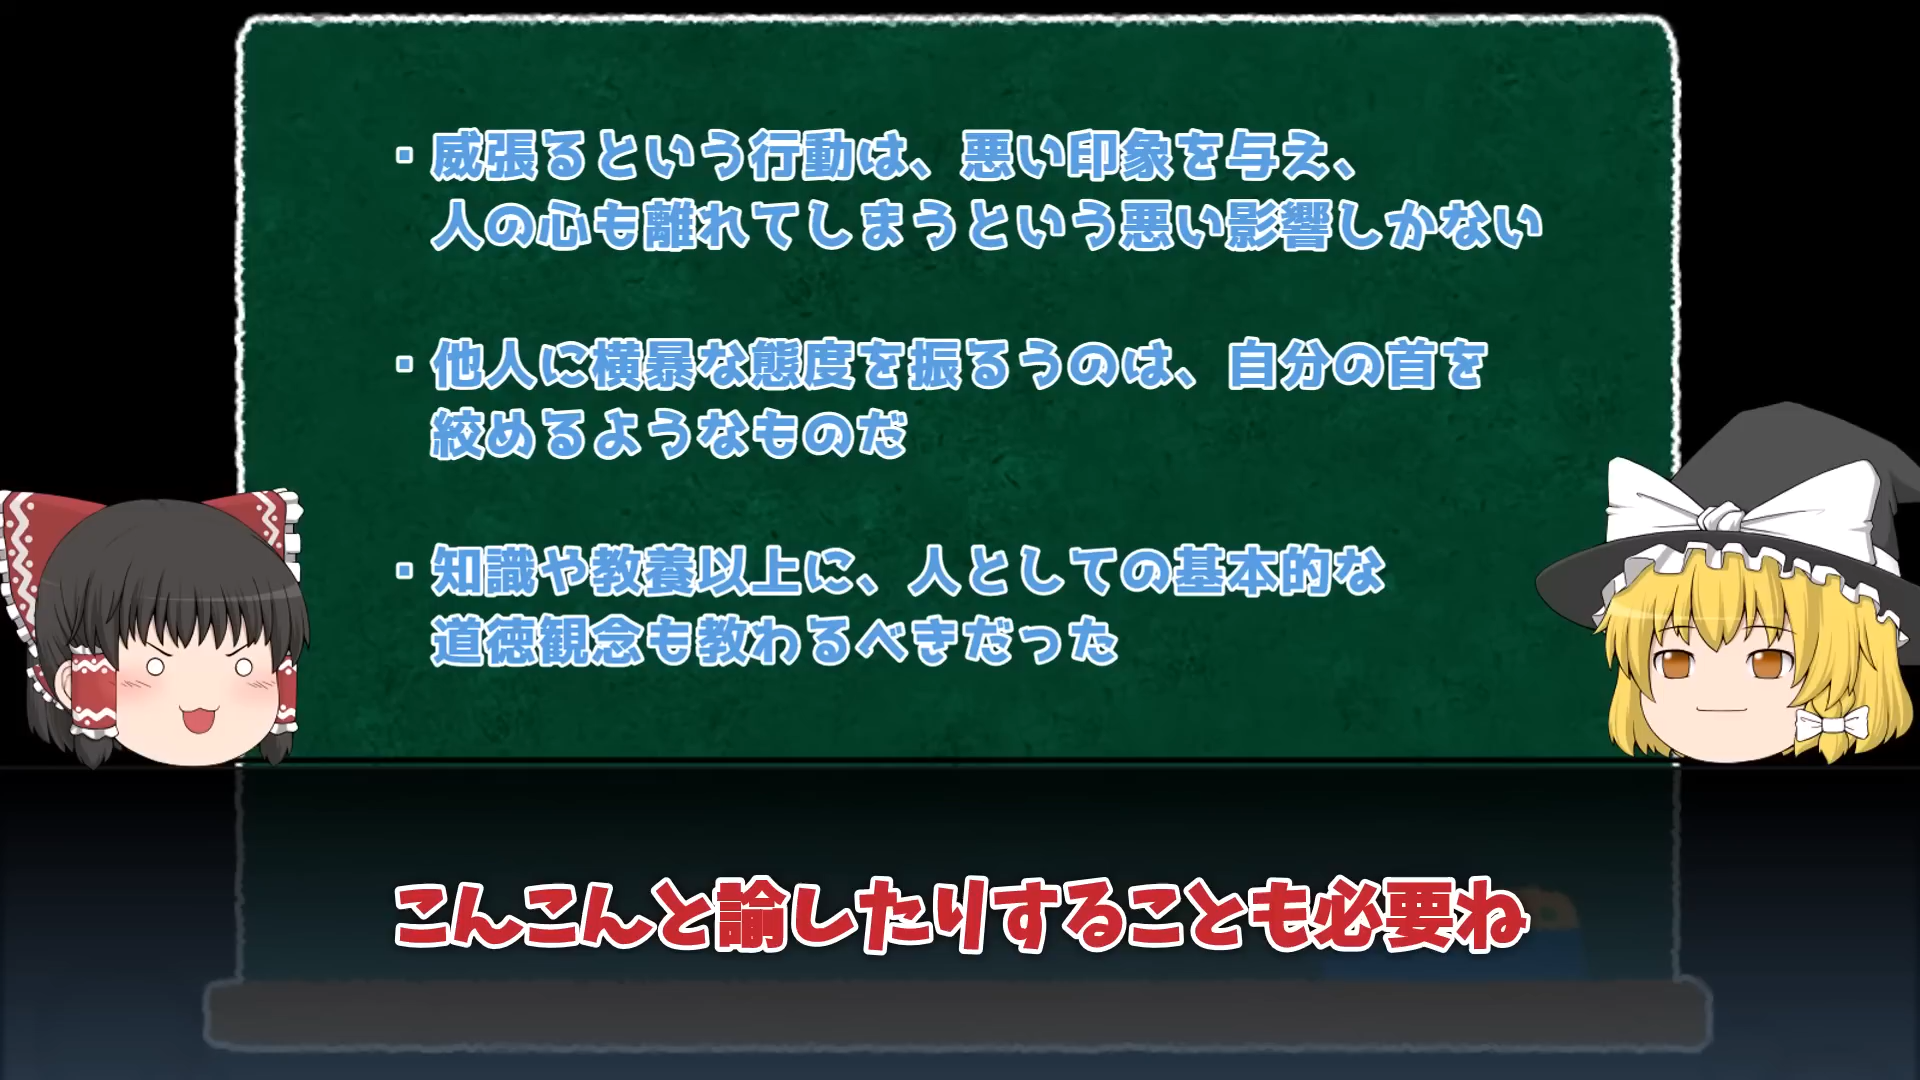 ・威張るという行動は、悪い印象を与え、
人の心も離れてしまうという悪い影響しかない
・他人に横暴な態度を振るうのは、自分の首を
絞めるようなものだ
・知識や教養以上に、人としての基本的な
道徳観念も教わるべきだった
こんこんと諭したりすることも必要ね